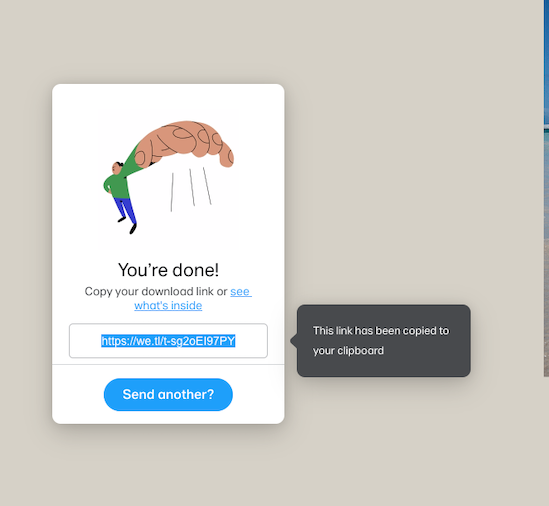 You're done!
Copy your download link or see
what's inside
https://we.tl/t-sg2oEI97PY
This link has been copied to
your clipboard
Send another?